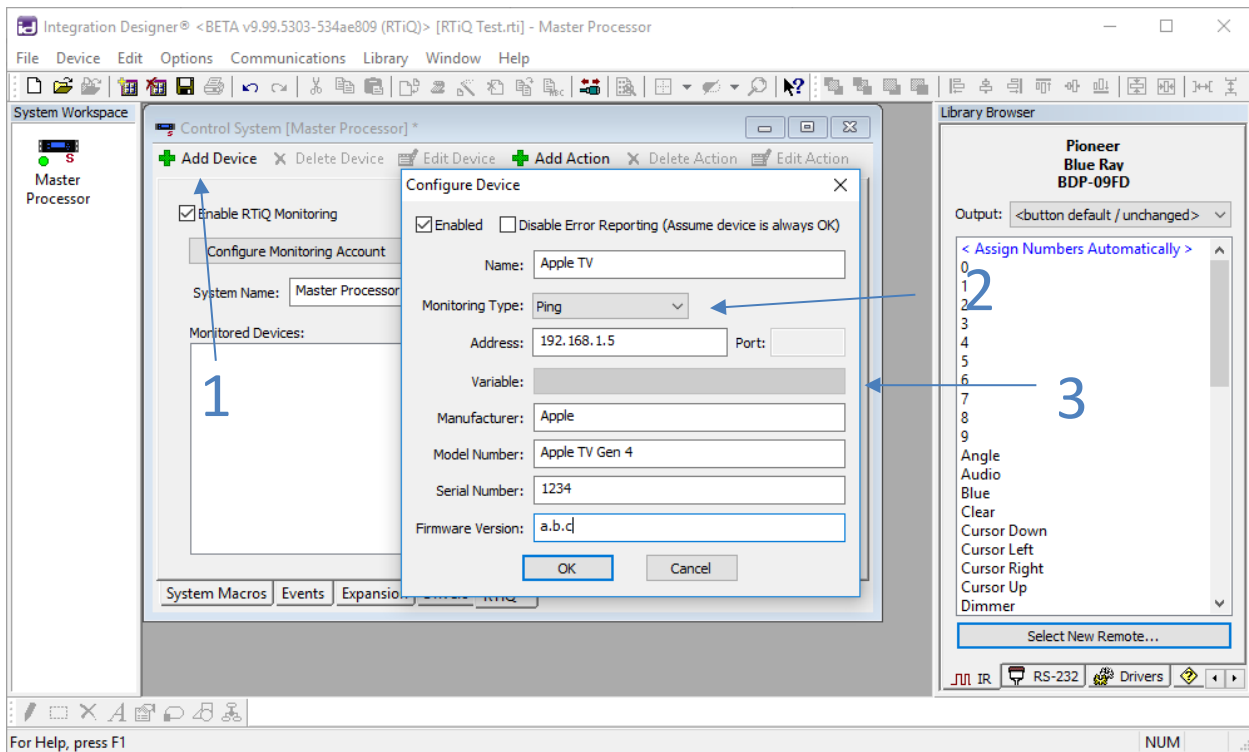 Integration Designer® <BETA v9.99.5303-534ae809 (RTiQ)> [RTiQ Test.rti] - Master Processor
File Device Edit Options Communications Library Window Help
System Workspace
S
Master
Processor
Control System [Master Processor] *
Add Device Delete Device Edit Device Add Action Delete Action Edit Action
Enable RTiQ Monitoring
Configure Monitoring Account
System Name: Master Processor
Monitored Devices:
1
System Macros Events Expansion RTiQ
Configure Device
Enabled Disable Error Reporting (Assume device is always OK)
Name: Apple TV
Monitoring Type: Ping
Address: 192.168.1.5 Port:
Variable:
Manufacturer: Apple
Model Number: Apple TV Gen 4
Serial Number: 1234
Firmware Version: a.b.c
OK Cancel
2
3
Library Browser
Pioneer
Blue Ray
BDP-09FD
Output: <button default / unchanged>
< Assign Numbers Automatically >
0
1
2
3
4
5
6
7
8
9
Angle
Audio
Blue
Clear
Cursor Down
Cursor Left
Cursor Right
Cursor Up
Dimmer
Select New Remote...
IR RS-232 Drivers
For Help, press F1
NUM